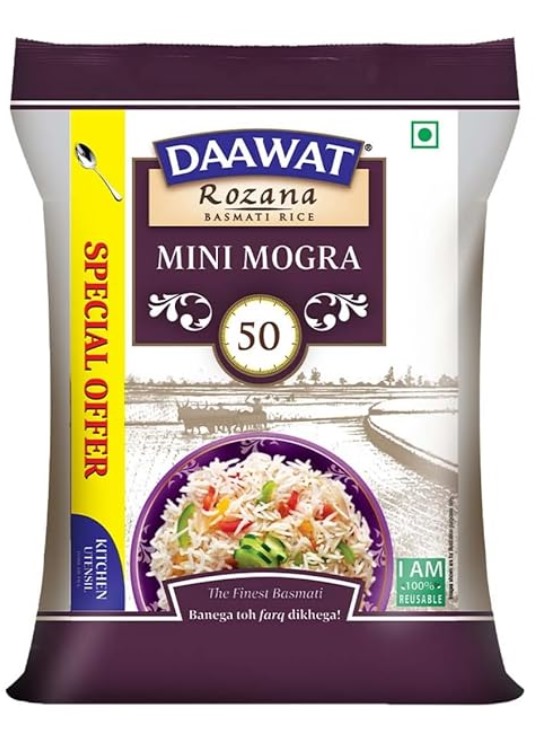 DAAWAT®
Rozana
BASMATI RICE
MINI MOGRA
50
SPECIAL OFFER
KITCHEN
UTENSIL
The Finest Basmati
Banega toh farq dikhega!
I AM
100%
REUSABLE